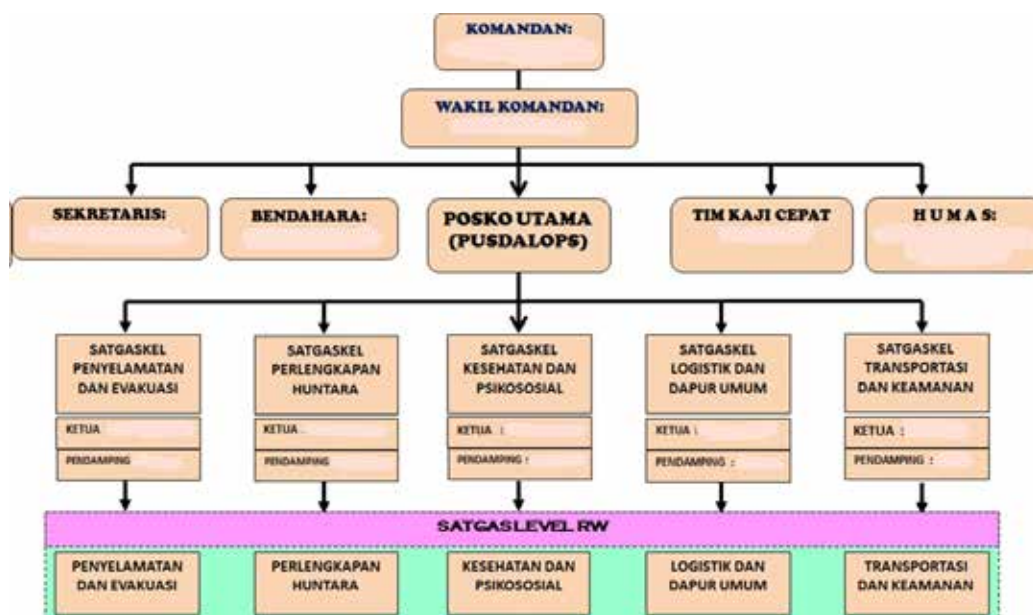 KOMANDAN:
WAKIL KOMANDAN:
SEKRETARIS:
BENDAHARA:
POSKO UTAMA
(PUSDALOPS)
TIM KAJI CEPAT
H U M A S:
SATGASKEL
PENYELAMATAN
DAN EVAKUASI
KETUA
PENDAMPING
SATGASKEL
PERLENGKAPAN
HUNTARA
KETUA
PENDAMPING
SATGASKEL
KESEHATAN DAN
PSIKOSOSIAL
KETUA :
PENDAMPING :
SATGASKEL
LOGISTIK DAN
DAPUR UMUM
KETUA :
PENDAMPING :
SATGASKEL
TRANSPORTASI
DAN KEAMANAN
KETUA :
PENDAMPING :
SATGAS LEVEL RW
PENYELAMATAN
DAN EVAKUASI
PERLENGKAPAN
HUNTARA
KESEHATAN DAN
PSIKOSOSIAL
LOGISTIK DAN
DAPUR UMUM
TRANSPORTASI
DAN KEAMANAN